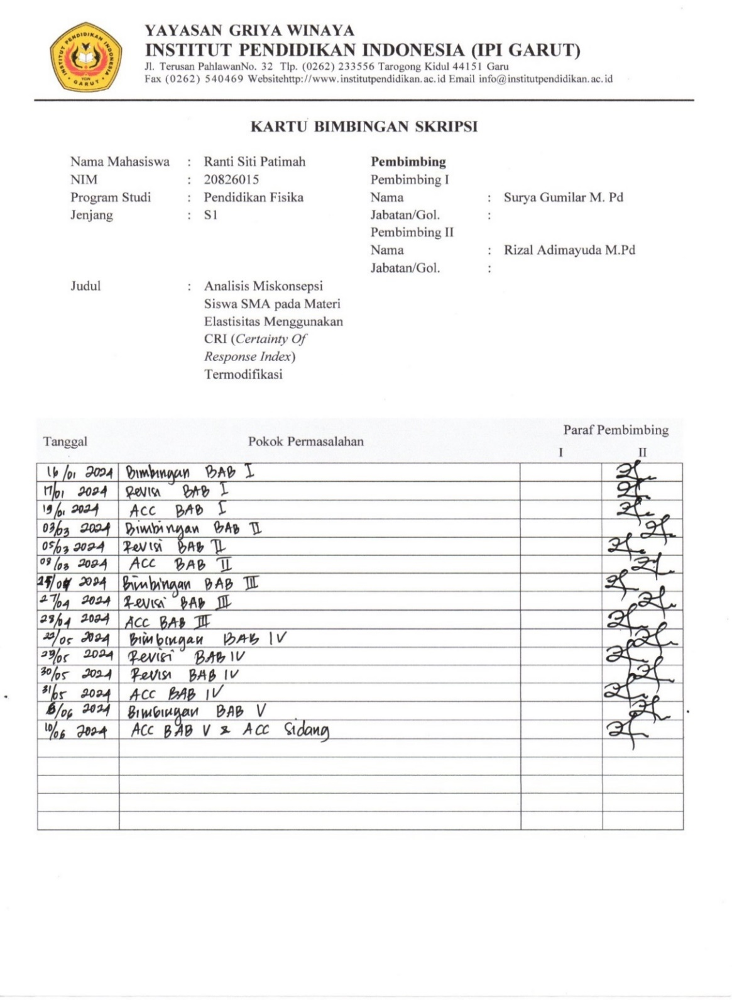 INSTITUT PENDIDIKAN INDONESIA
GARUT
YAYASAN GRIYA WINAYA
INSTITUT PENDIDIKAN INDONESIA (IPI GARUT)
Jl. Terusan PahlawanNo. 32 Tlp. (0262) 233556 Tarogong Kidul 44151 Garu
Fax (0262) 540469 Websitehttp://www.institutpendidikan.ac.id Email info@institutpendidikan.ac.id
KARTU BIMBINGAN SKRIPSI
Nama Mahasiswa : Ranti Siti Patimah
NIM : 20826015
Program Studi : Pendidikan Fisika
Jenjang : S1
Pembimbing
Pembimbing I
Nama : Surya Gumilar M. Pd
Jabatan/Gol. :
Pembimbing II
Nama : Rizal Adimayuda M.Pd
Jabatan/Gol. :
Judul : Analisis Miskonsepsi
Siswa SMA pada Materi
Elastisitas Menggunakan
CRI (Certainty Of
Response Index)
Termodifikasi
Tanggal Pokok Permasalahan Paraf Pembimbing
I II
16/01 2024 Bimbingan BAB I
17/01 2024 Revisi BAB I
19/01 2024 ACC BAB I
03/03 2024 Bimbingan BAB II
05/03 2024 Revisi BAB II
/03 2024 ACC BAB II
25/04 2024 Bimbingan BAB III
27/04 2024 Revisi BAB III
/04 2024 ACC BAB III
/05 2024 Bimbingan BAB IV
/05 2024 Revisi BAB IV
30/05 2024 Revisi BAB IV
31/05 2024 ACC BAB IV
/06 2024 Bimbingan BAB V
10/06 2024 ACC BAB V & ACC Sidang